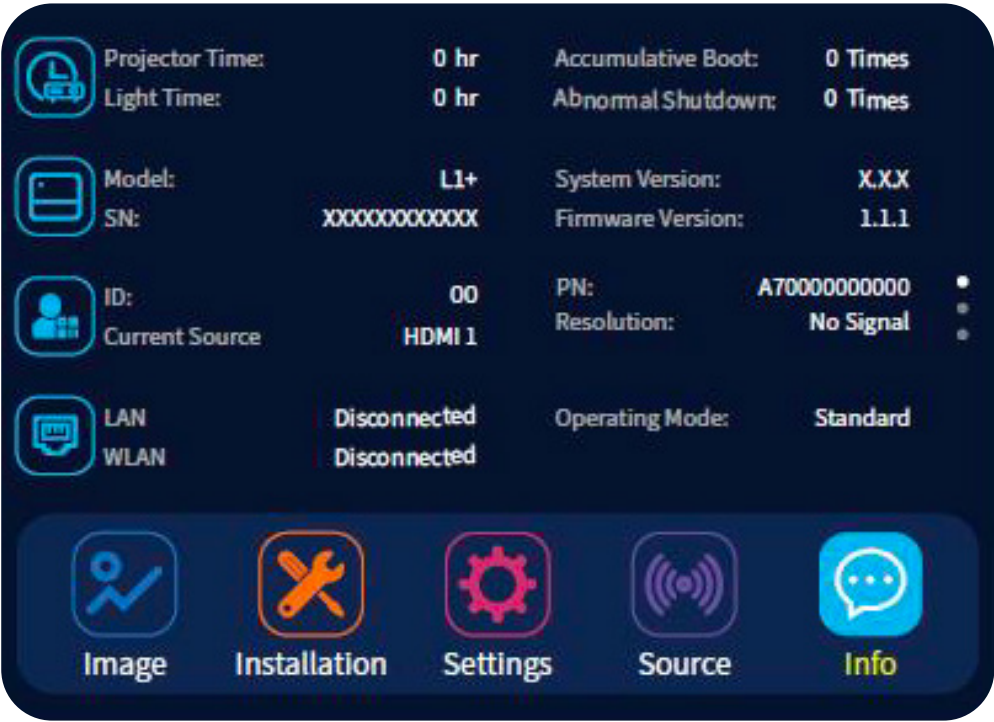 Projector Time: 0 hr Accumulative Boot: 0 Times
Light Time: 0 hr Abnormal Shutdown: 0 Times
Model: L1+ System Version: X.X.X
SN: XXXXXXXXXXXX Firmware Version: 1.1.1
ID: 00 PN: A70000000000
Current Source HDMI 1 Resolution: No Signal
LAN Disconnected Operating Mode: Standard
WLAN Disconnected
Image Installation Settings Source Info